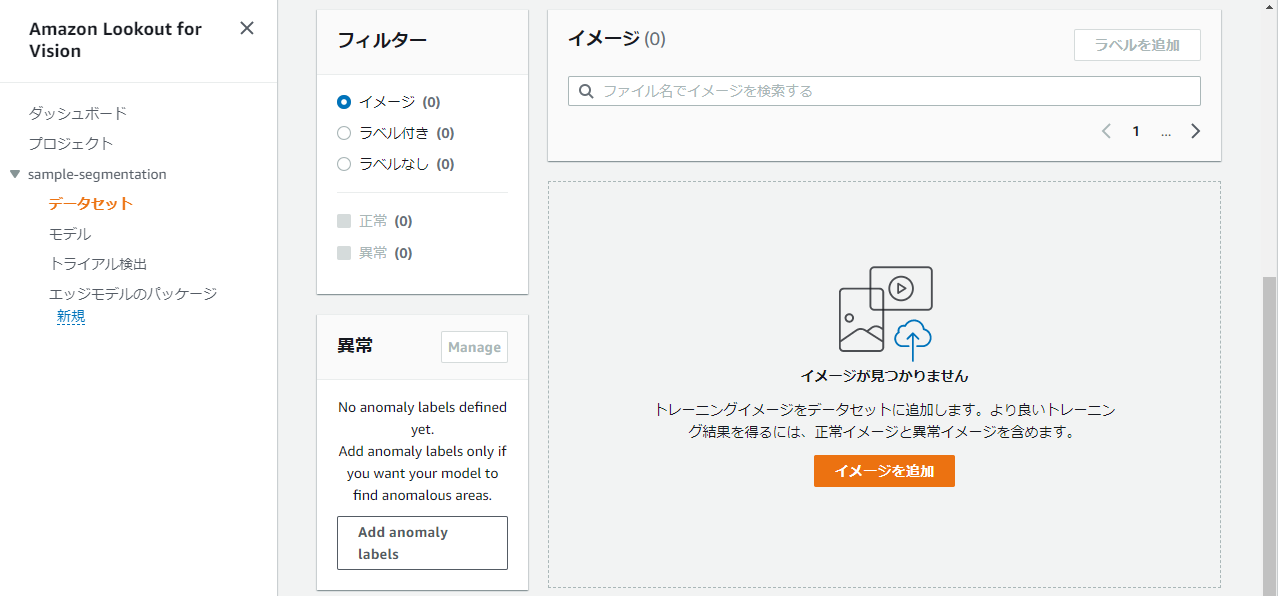 Amazon Lookout for
Vision
ダッシュボード
プロジェクト
sample-segmentation
データセット
モデル
トライアル検出
エッジモデルのパッケージ
新規
フィルター
イメージ (0)
ラベル付き (0)
ラベルなし (0)
正常 (0)
異常 (0)
異常
Manage
No anomaly labels defined
yet.
Add anomaly labels only if
you want your model to
find anomalous areas.
Add anomaly
labels
イメージ (0)
ラベルを追加
ファイル名でイメージを検索する
1 ...
イメージが見つかりません
トレーニングイメージをデータセットに追加します。より良いトレーニン
グ結果を得るには、正常イメージと異常イメージを含めます。
イメージを追加